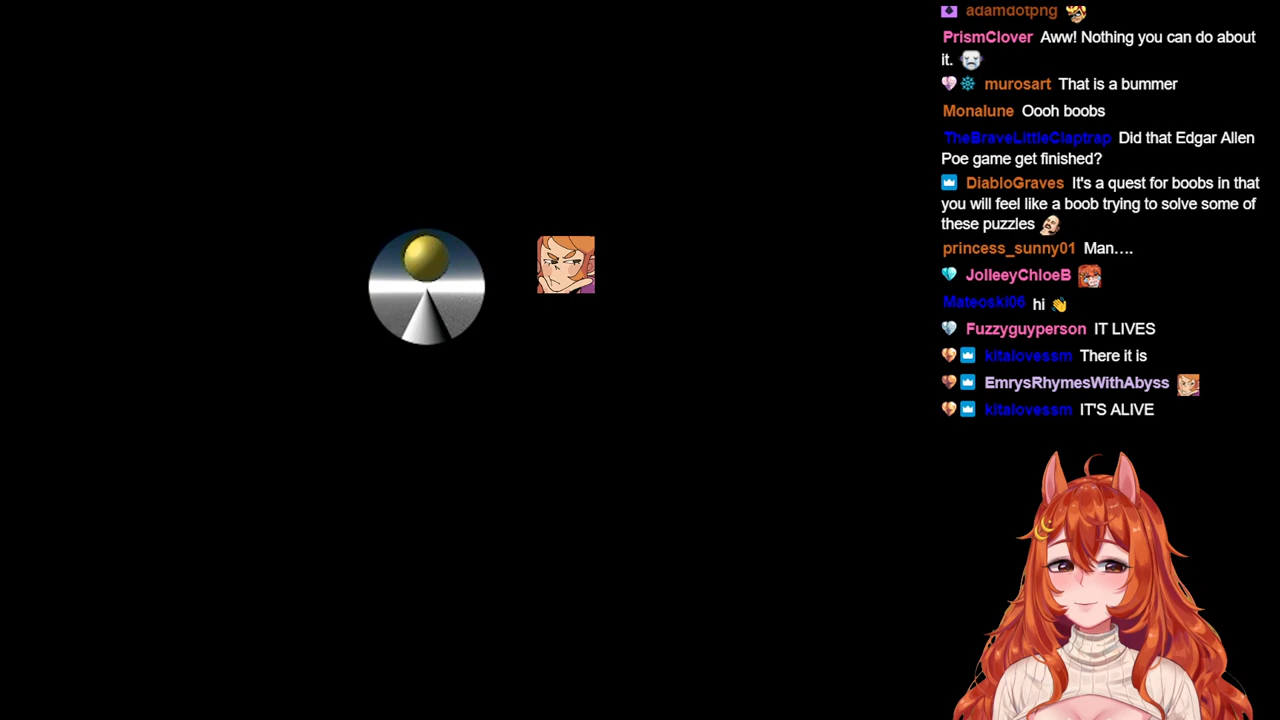 adamdotpng
PrismClover Aww! Nothing you can do about
it.
murosart That is a bummer
Monalune Oooh boobs
TheBraveLittleClaptrap Did that Edgar Allen
Poe game get finished?
DiabloGraves It's a quest for boobs in that
you will feel like a boob trying to solve some of
these puzzles
princess_sunny01 Man....
JolleeyChloeB
Mateoski06 hi
Fuzzyguyperson IT LIVES
kitalovessm There it is
EmrysRhymesWithAbyss
kitalovessm IT'S ALIVE